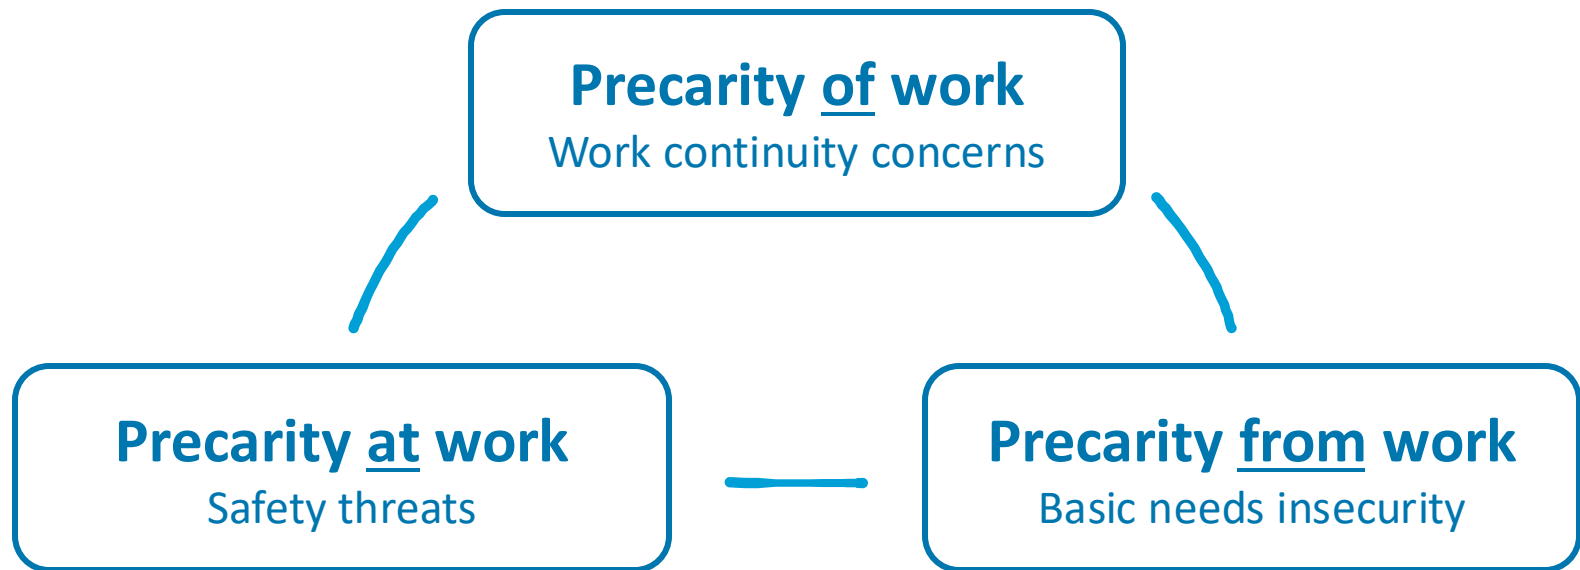 Precarity of work
Work continuity concerns
Precarity at work
Safety threats
Precarity from work
Basic needs insecurity